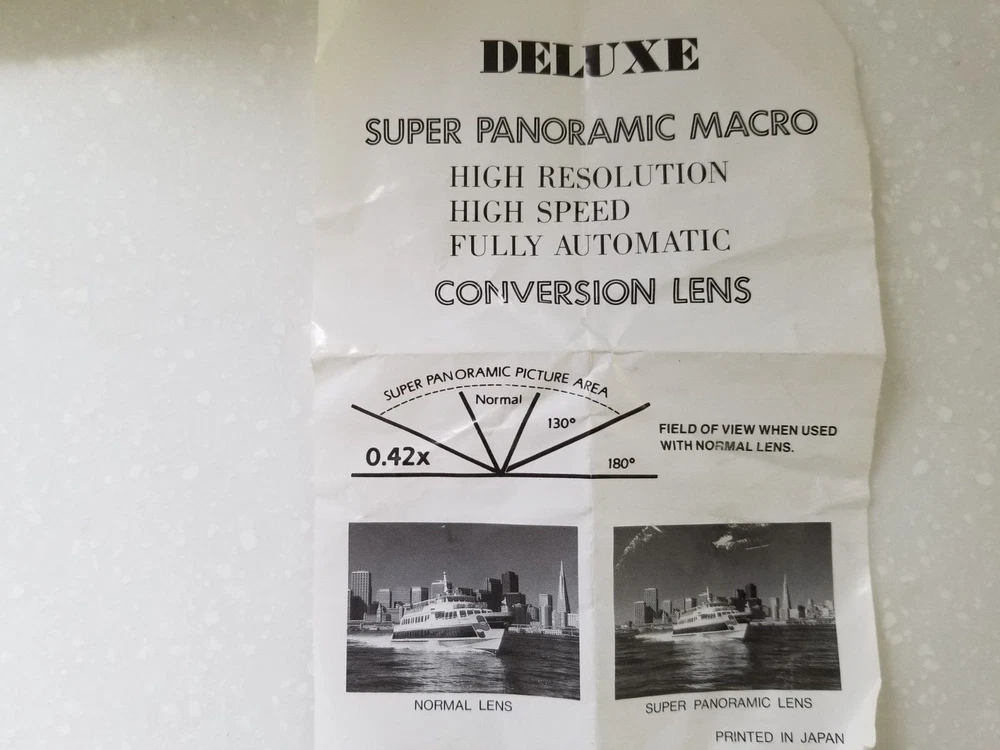 DELUXE
SUPER PANORAMIC MACRO
HIGH RESOLUTION
HIGH SPEED
FULLY AUTOMATIC
CONVERSION LENS
SUPER PANORAMIC PICTURE AREA
Normal
130°
0.42x
180°
FIELD OF VIEW WHEN USED
WITH NORMAL LENS.
NORMAL LENS
SUPER PANORAMIC LENS
PRINTED IN JAPAN